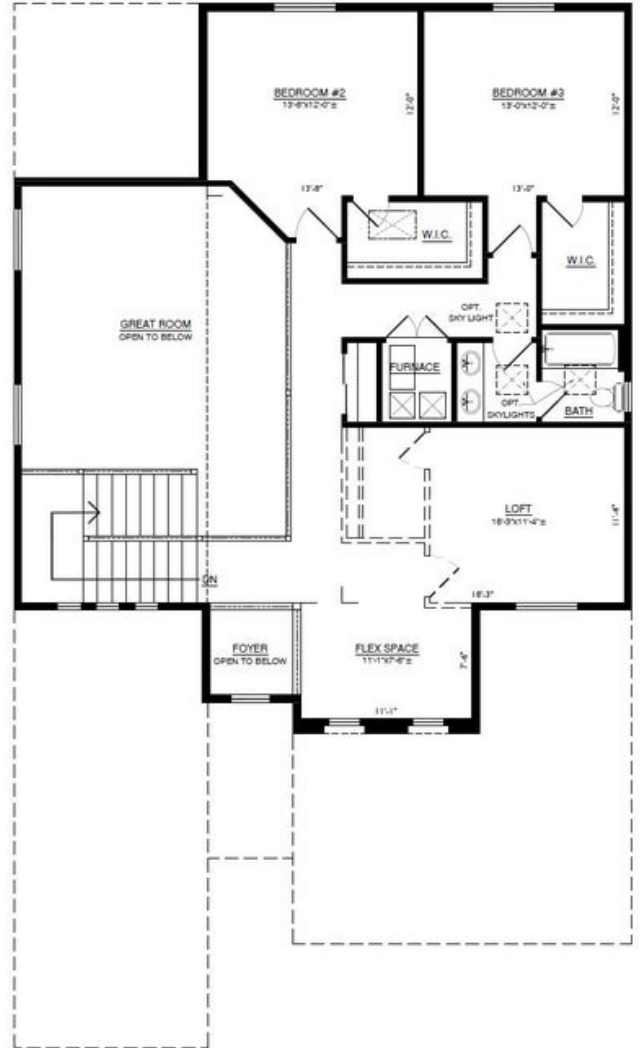 BEDROOM #2
13'-8"x12'-0"±
12'-0"
13'-8"
BEDROOM #3
13'-0"x12'-0"±
12'-0"
13'-0"
W.I.C.
W.I.C.
GREAT ROOM
OPEN TO BELOW
OPT.
SKY LIGHT
FURNACE
OPT.
SKYLIGHTS
BATH
LOFT
18'-3"x11'-4"±
11'-4"
18'-3"
DN
FOYER
OPEN TO BELOW
FLEX SPACE
11'-1"x7'-6"±
7'-6"
11'-1"